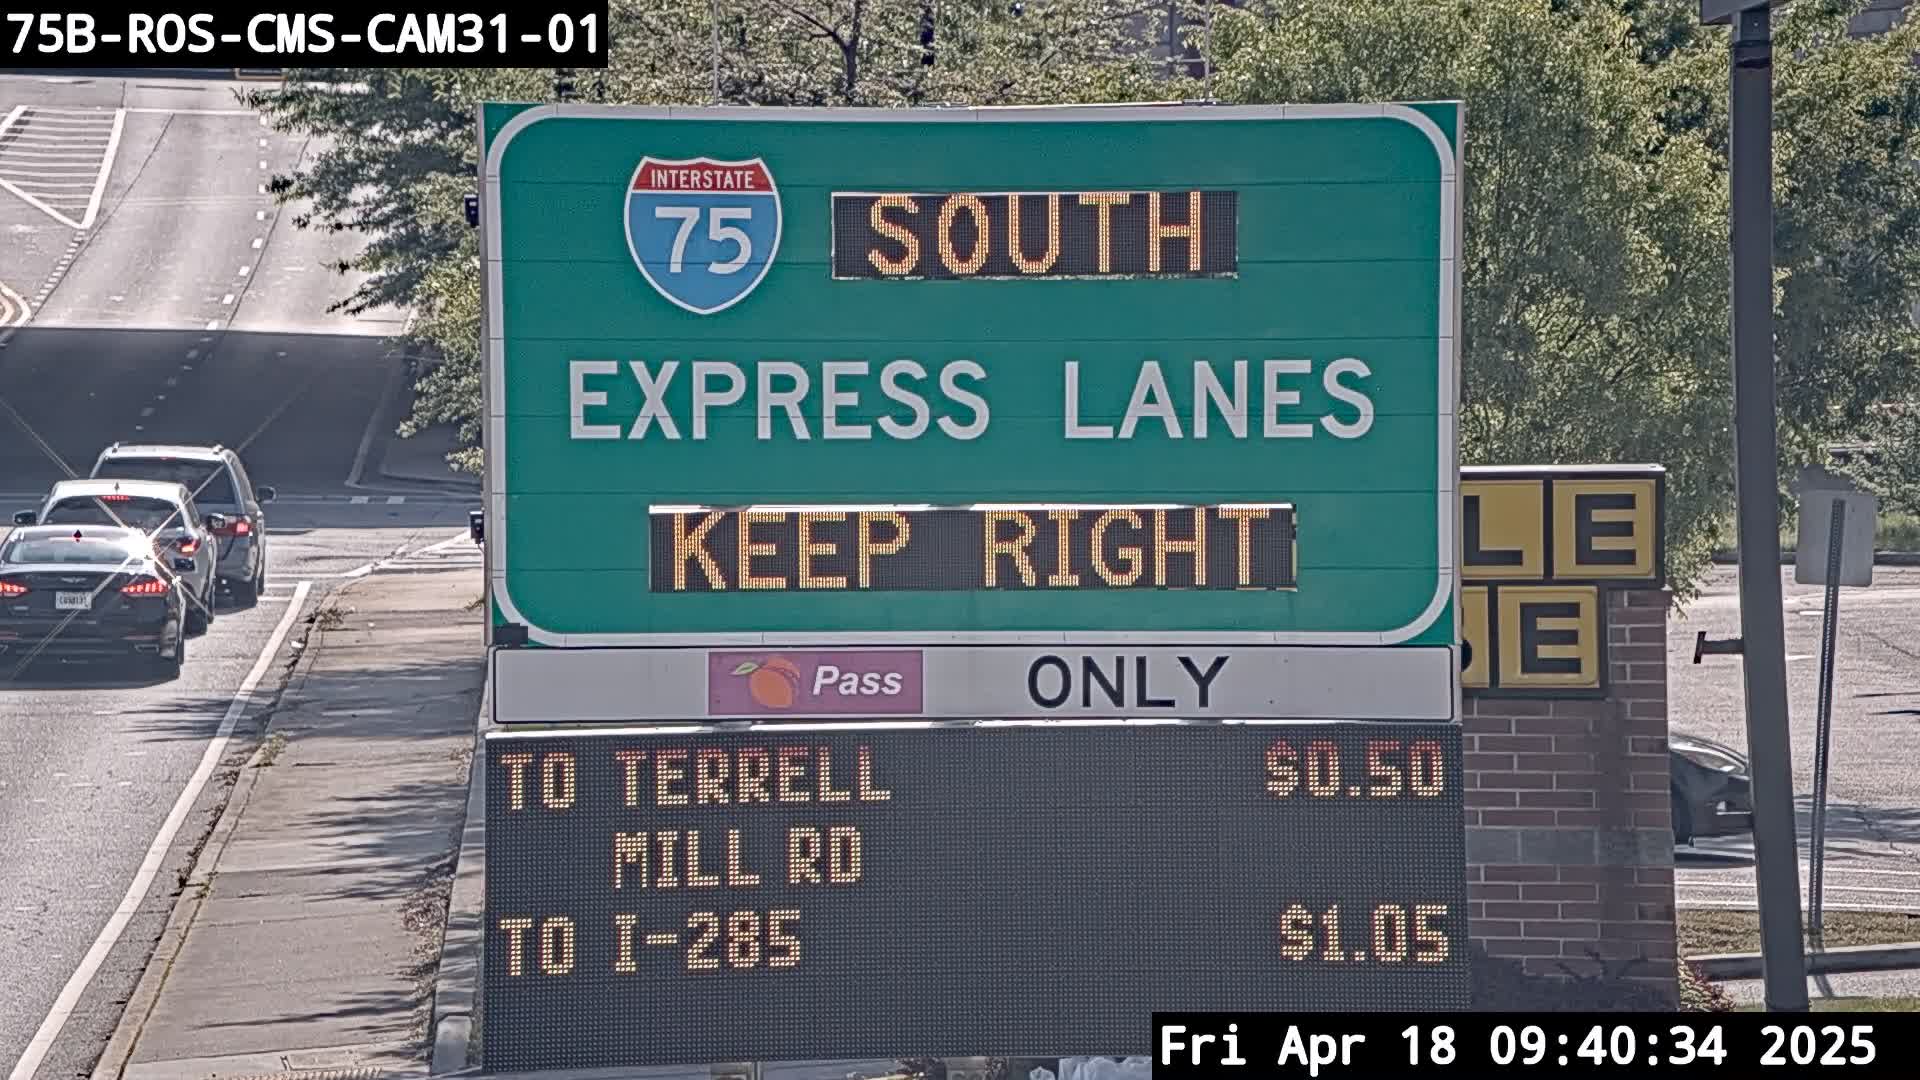 75B-ROS-CMS-CAM31-01
INTERSTATE
75
SOUTH
EXPRESS LANES
KEEP RIGHT
Pass ONLY
TO TERRELL $0.50
MILL RD
TO I-285 $1.05
LE
E
Fri Apr 18 09:40:34 2025